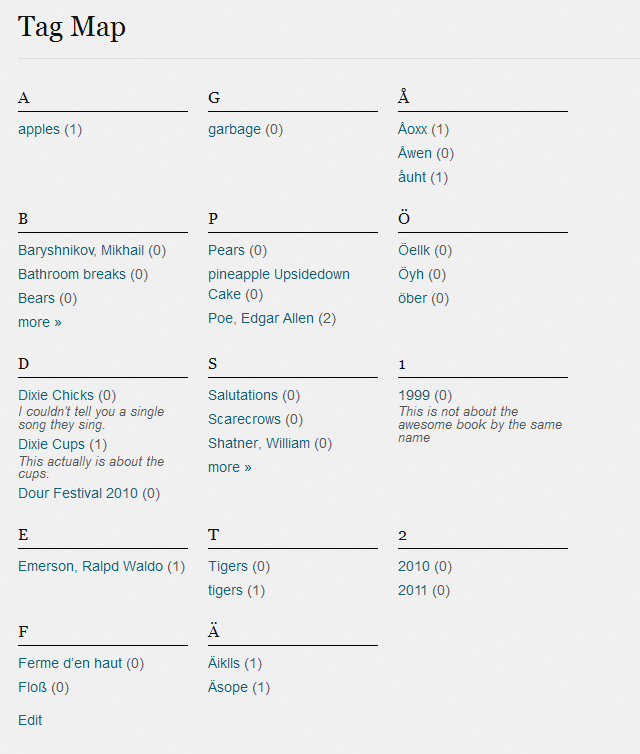 Tag Map
A
apples (1)
B
Baryshnikov, Mikhail (0)
Bathroom breaks (0)
Bears (0)
more »
D
Dixie Chicks (0)
I couldn't tell you a single
song they sing.
Dixie Cups (1)
This actually is about the
cups.
Dour Festival 2010 (0)
E
Emerson, Ralpd Waldo (1)
F
Ferme d'en haut (0)
Floß (0)
G
garbage (0)
P
Pears (0)
pineapple Upsidedown
Cake (0)
Poe, Edgar Allen (2)
S
Salutations (0)
Scarecrows (0)
Shatner, William (0)
more »
T
Tigers (0)
tigers (1)
Ä
Äiklls (1)
Äsope (1)
Å
Åoxx (1)
Åwen (0)
åuht (1)
Ö
Öellk (0)
Öyh (0)
öber (0)
1
1999 (0)
This is not about the
awesome book by the same
name
2
2010 (0)
2011 (0)
Edit